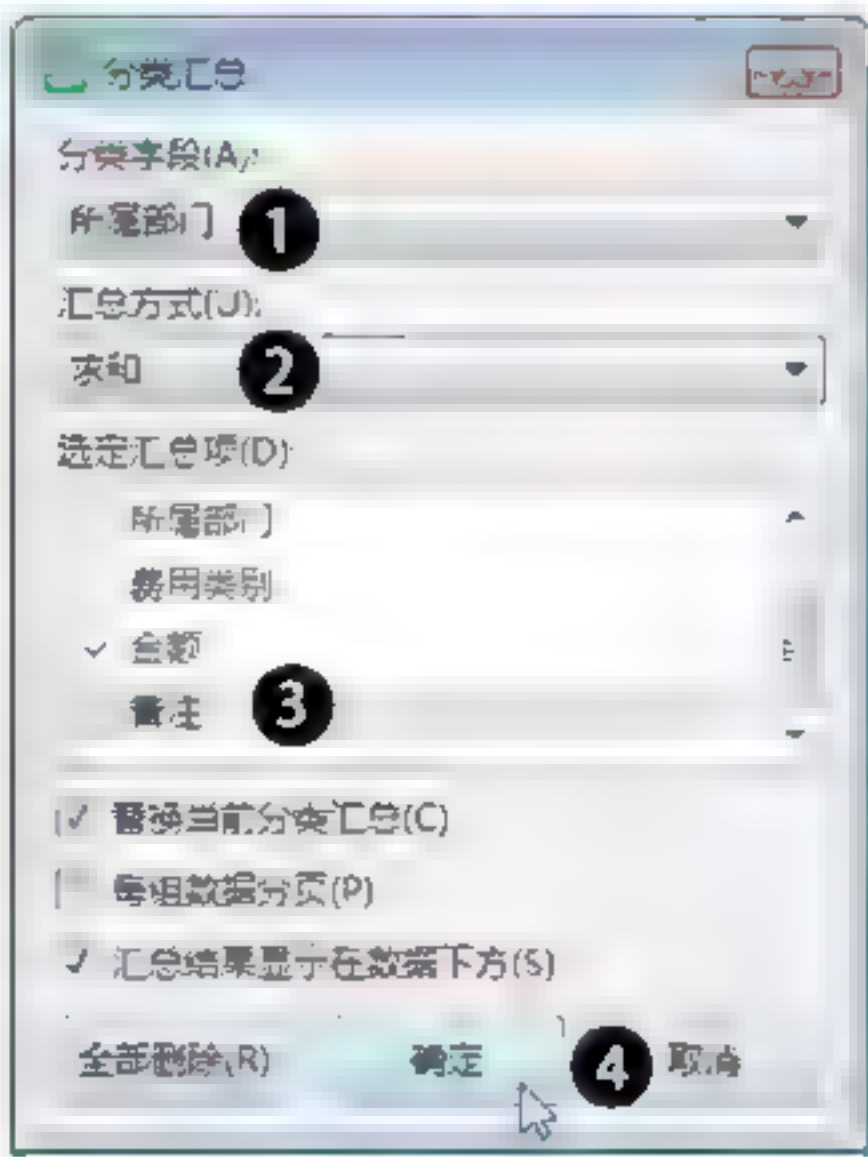 分类汇总
分类字段(A):
所属部门 1
汇总方式(U):
求和 2
选定汇总项(D):
所属部门
费用类别
金额
备注 3
替换当前分类汇总(C)
每组数据分页(P)
汇总结果显示在数据下方(S)
全部删除(R) 确定 4 取消